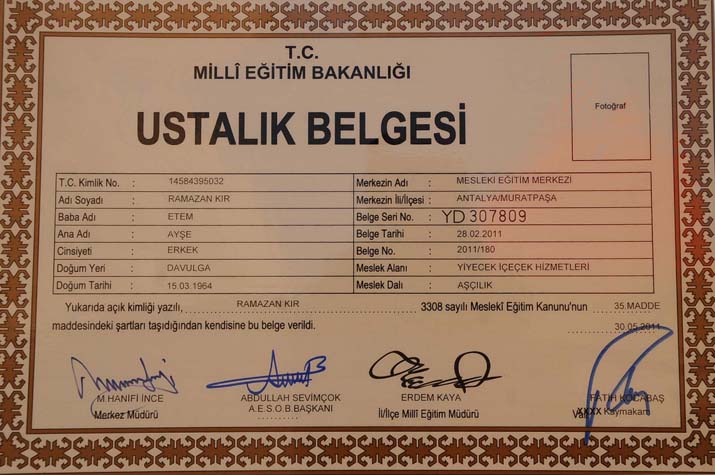 T.C.
MİLLÎ EĞİTİM BAKANLIĞI
Fotoğraf
USTALIK BELGESİ
T.C. Kimlik No. : 14584395032 Merkezin Adı : MESLEKİ EĞİTİM MERKEZİ
Adı Soyadı : RAMAZAN KIR Merkezin İli/İlçesi : ANTALYA/MURATPAŞA
Baba Adı : ETEM Belge Seri No. : YD 307809
Ana Adı : AYŞE Belge Tarihi : 28.02.2011
Cinsiyeti : ERKEK Belge No. : 2011/180
Doğum Yeri : DAVULGA Meslek Alanı : YİYECEK İÇEÇEK HİZMETLERİ
Doğum Tarihi : 15.03.1964 Meslek Dalı : AŞÇILIK
Yukarıda açık kimliği yazılı, RAMAZAN KIR 3308 sayılı Meslekî Eğitim Kanunu'nun 35.MADDE
maddesindeki şartları taşıdığından kendisine bu belge verildi. 30.05.2011
M.HANİFİ İNCE ABDULLAH SEVİMÇOK ERDEM KAYA FATİH KOCABAŞ
Merkez Müdürü A.E.S.O.B.BAŞKANI İl/İlçe Millî Eğitim Müdürü XXXX Kaymakam